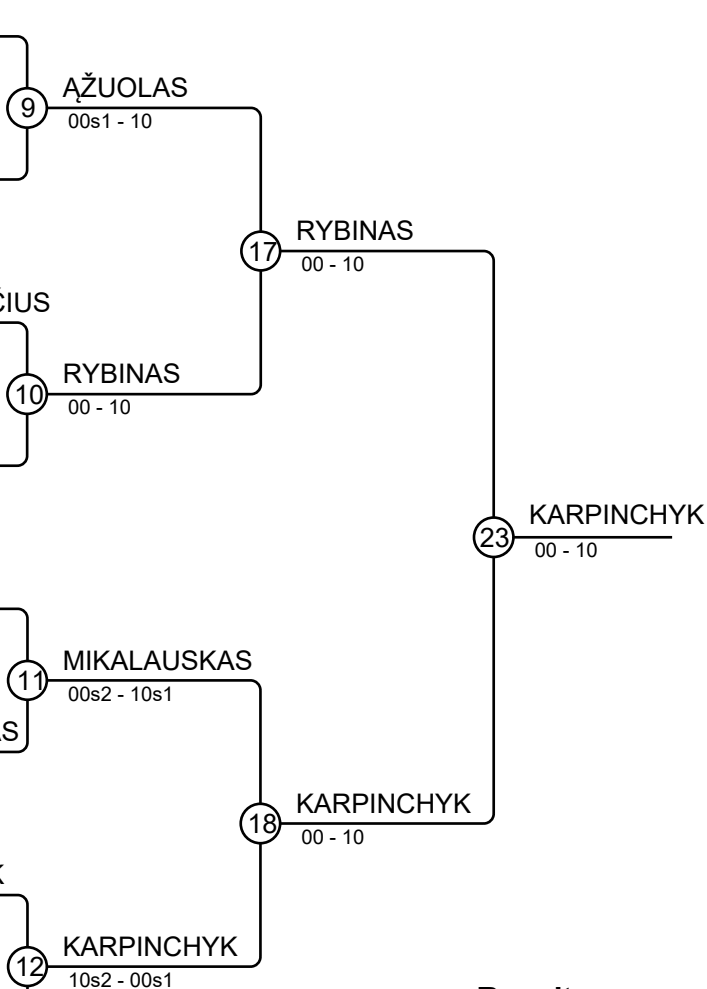 ĄŽUOLAS
9
00s1 - 10
RYBINAS
17
00 - 10
RYBINAS
10
00 - 10
KARPINCHYK
23
00 - 10
MIKALAUSKAS
11
00s2 - 10s1
KARPINCHYK
18
00 - 10
KARPINCHYK
12
10s2 - 00s1